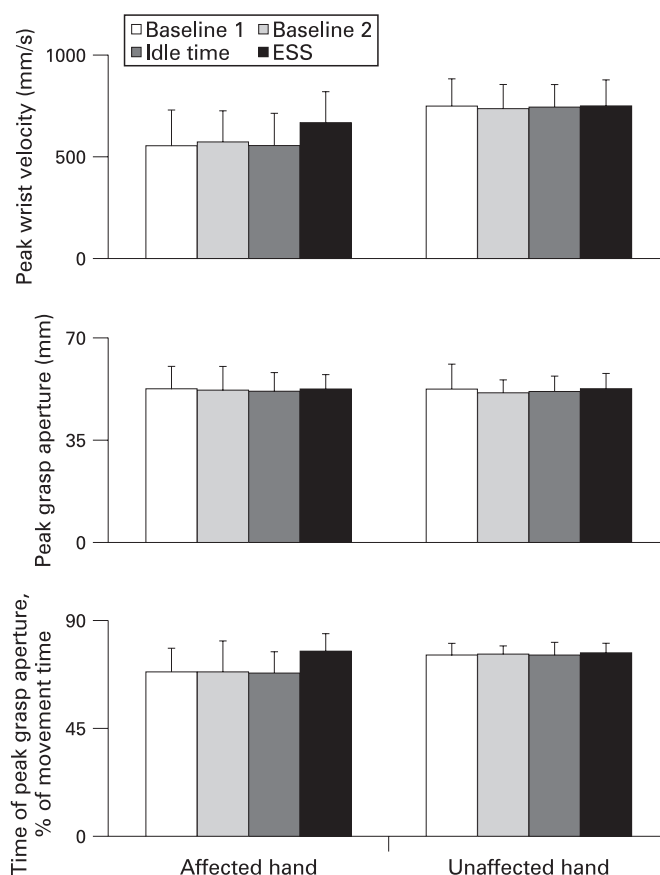 Baseline 1 Baseline 2
Idle time ESS
Peak wrist velocity (mm/s)
1000
500
0
Peak grasp aperture (mm)
70
35
0
Time of peak grasp aperture,
% of movement time
90
45
0
Affected hand Unaffected hand